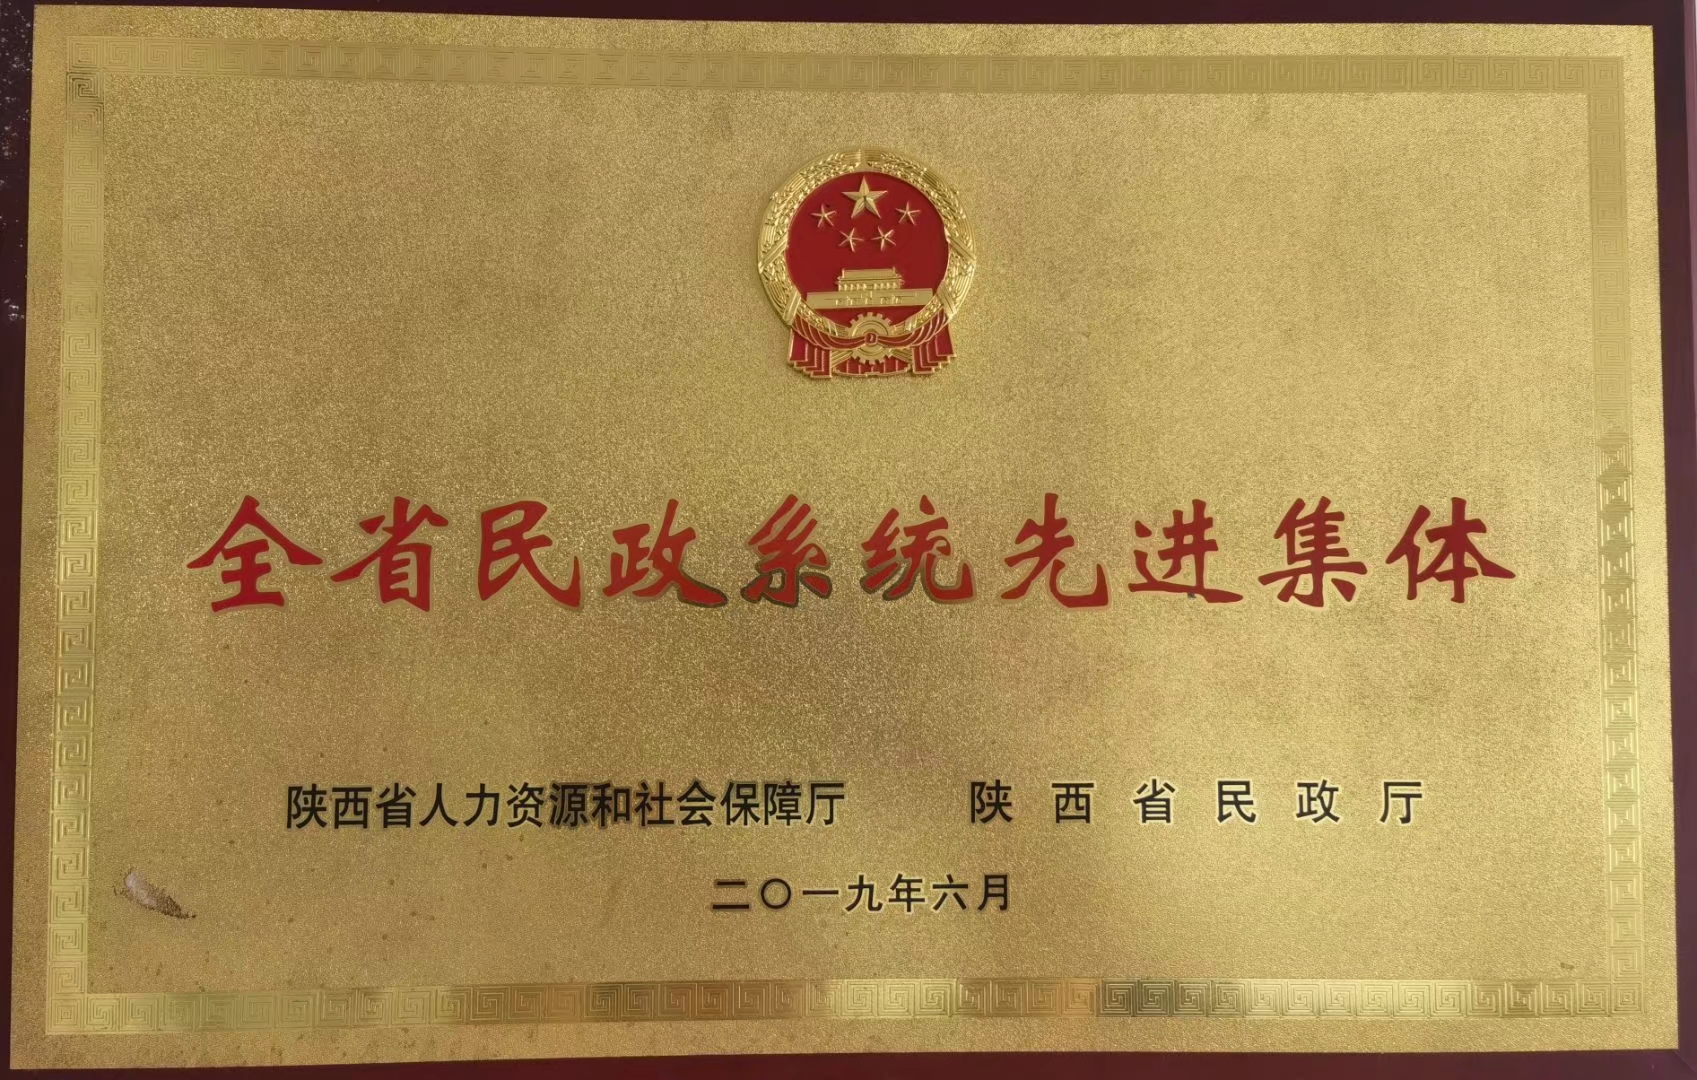 全省民政系统先进集体
陕西省人力资源和社会保障厅 陕西省民政厅
二〇一九年六月